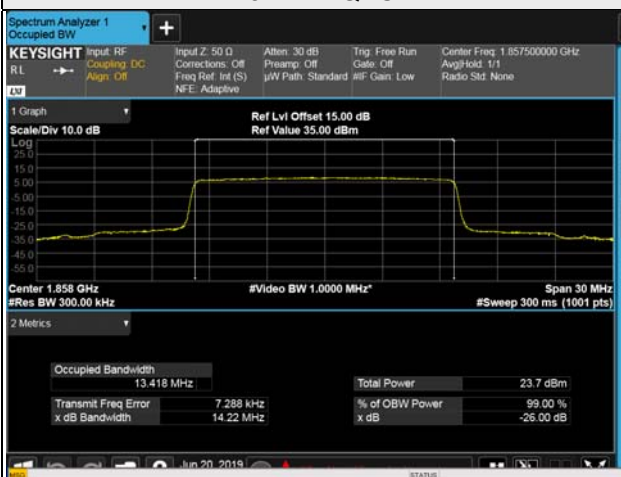 Spectrum Analyzer 1
Occupied BW
KEYSIGHT
RL
LXI
Input: RF
Coupling: DC
Align: Off
Input Z: 50 Ω
Corrections: Off
Freq Ref: Int (S)
NFE: Adaptive
Atten: 30 dB
Preamp: Off
µW Path: Standard
Trig: Free Run
Gate: Off
#IF Gain: Low
Center Freq: 1.857500000 GHz
Avg|Hold: 1/1
Radio Std: None
1 Graph
Scale/Div 10.0 dB
Ref Lvl Offset 15.00 dB
Ref Value 35.00 dBm
Log
25.0
15.0
5.00
-5.00
-15.0
-25.0
-35.0
-45.0
-55.0
Center 1.858 GHz
#Video BW 1.0000 MHz*
Span 30 MHz
#Res BW 300.00 kHz
#Sweep 300 ms (1001 pts)
2 Metrics
Occupied Bandwidth
13.418 MHz
Total Power 23.7 dBm
Transmit Freq Error 7.288 kHz
% of OBW Power 99.00 %
x dB Bandwidth 14.22 MHz
x dB -26.00 dB
Jun 20, 2019
MSG
STATUS